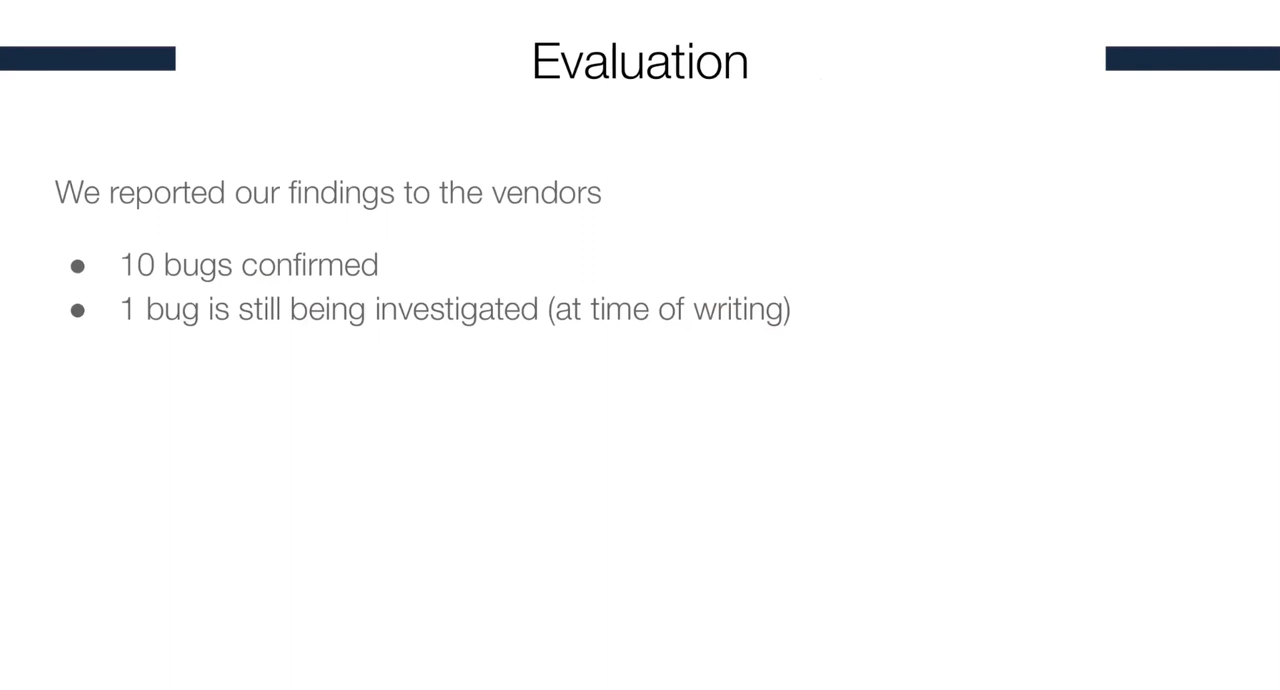 Evaluation
We reported our findings to the vendors
● 10 bugs confirmed
● 1 bug is still being investigated (at time of writing)